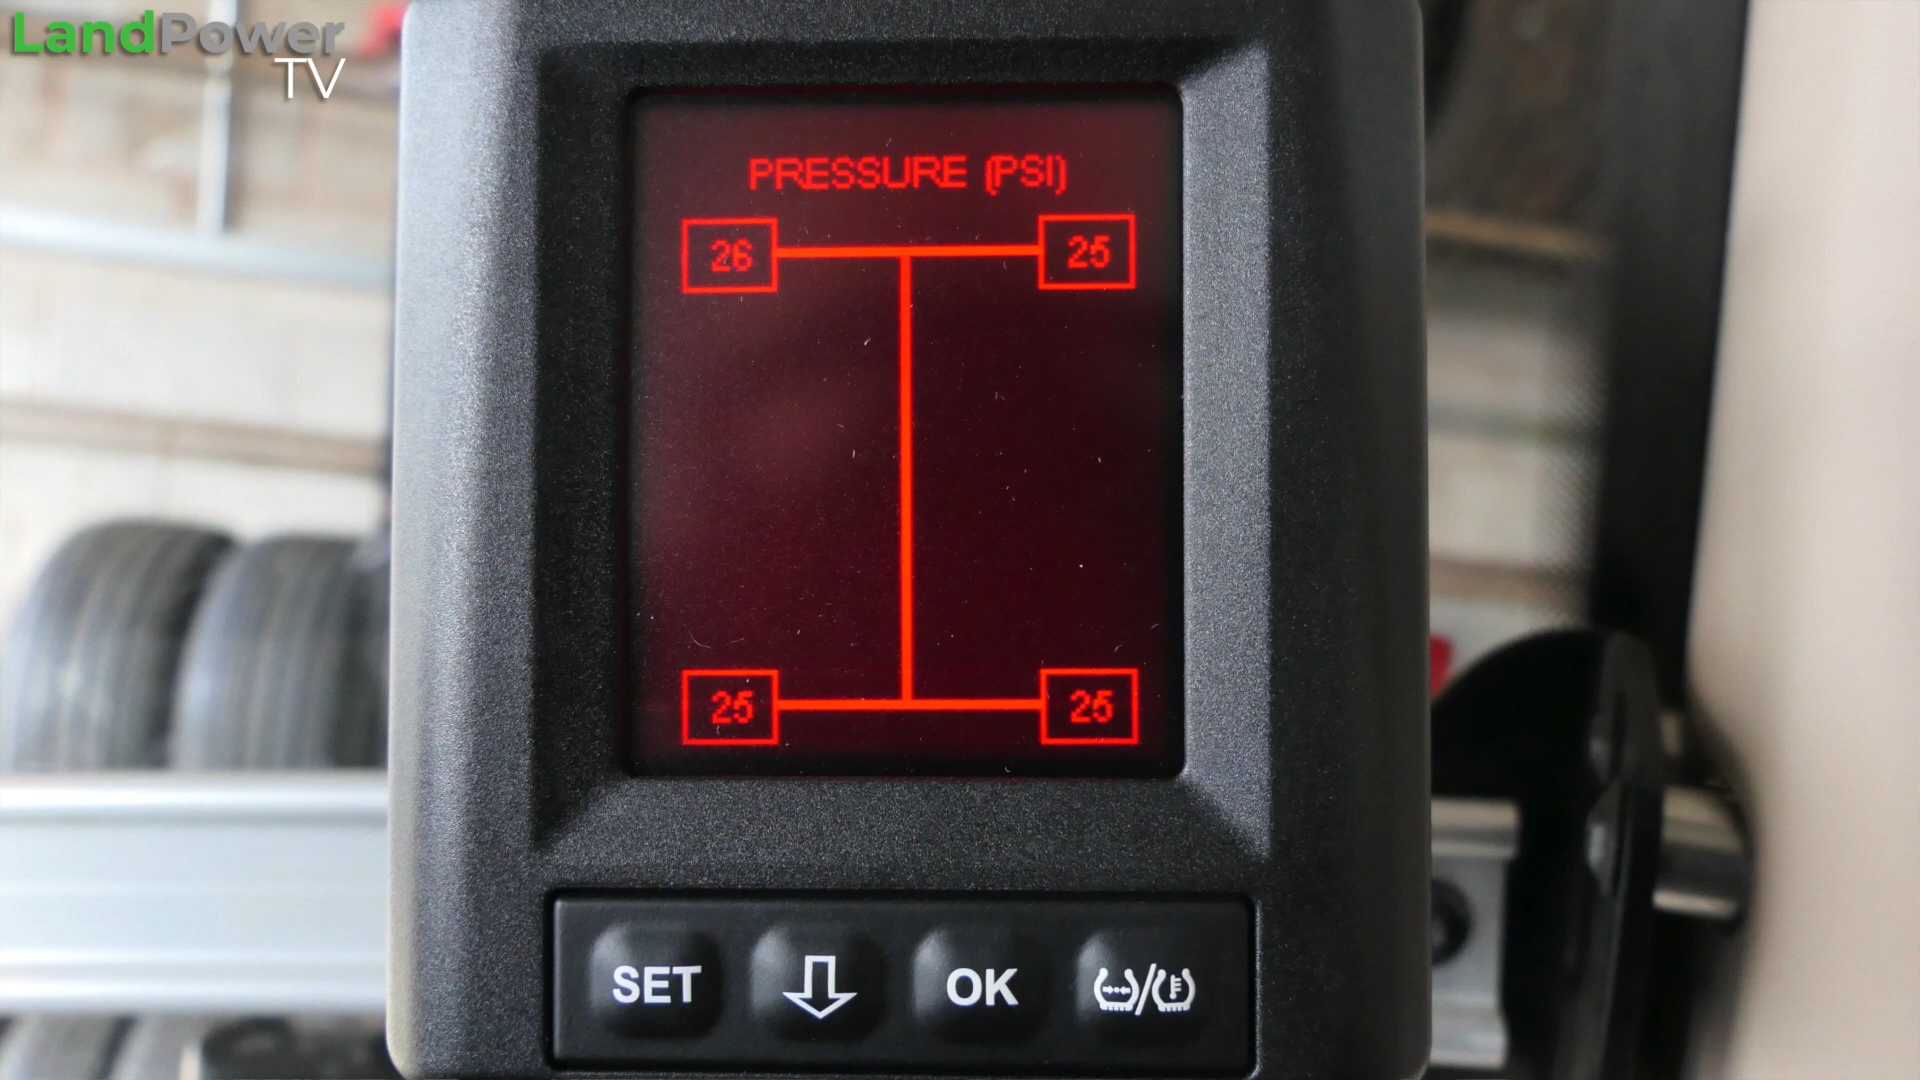 LandPower
TV
PRESSURE (PSI)
26 25
25 25
SET OK